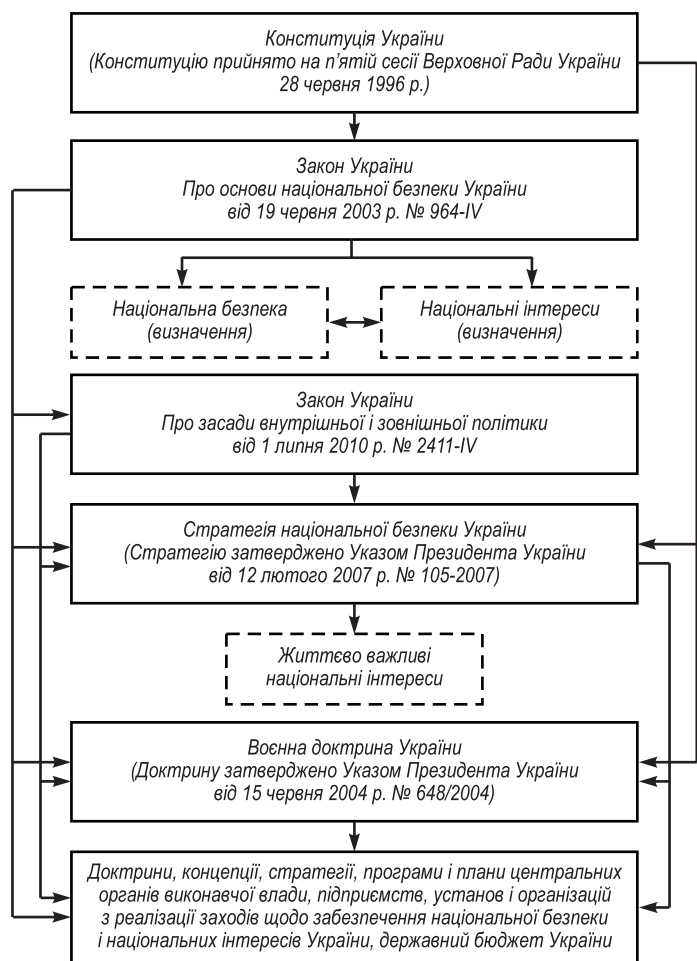 Конституція України
(Конституцію прийнято на п’ятій сесії Верховної Ради України
28 червня 1996 р.)
Закон України
Про основи національної безпеки України
від 19 червня 2003 р. № 964-IV
Національна безпека
(визначення)
Національні інтереси
(визначення)
Закон України
Про засади внутрішньої і зовнішньої політики
від 1 липня 2010 р. № 2411-IV
Стратегія національної безпеки України
(Стратегію затверджено Указом Президента України
від 12 лютого 2007 р. № 105-2007)
Життєво важливі
національні інтереси
Воєнна доктрина України
(Доктрину затверджено Указом Президента України
від 15 червня 2004 р. № 648/2004)
Доктрини, концепції, стратегії, програми і плани центральних
органів виконавчої влади, підприємств, установ і організацій
з реалізації заходів щодо забезпечення національної безпеки
і національних інтересів України, державний бюджет України